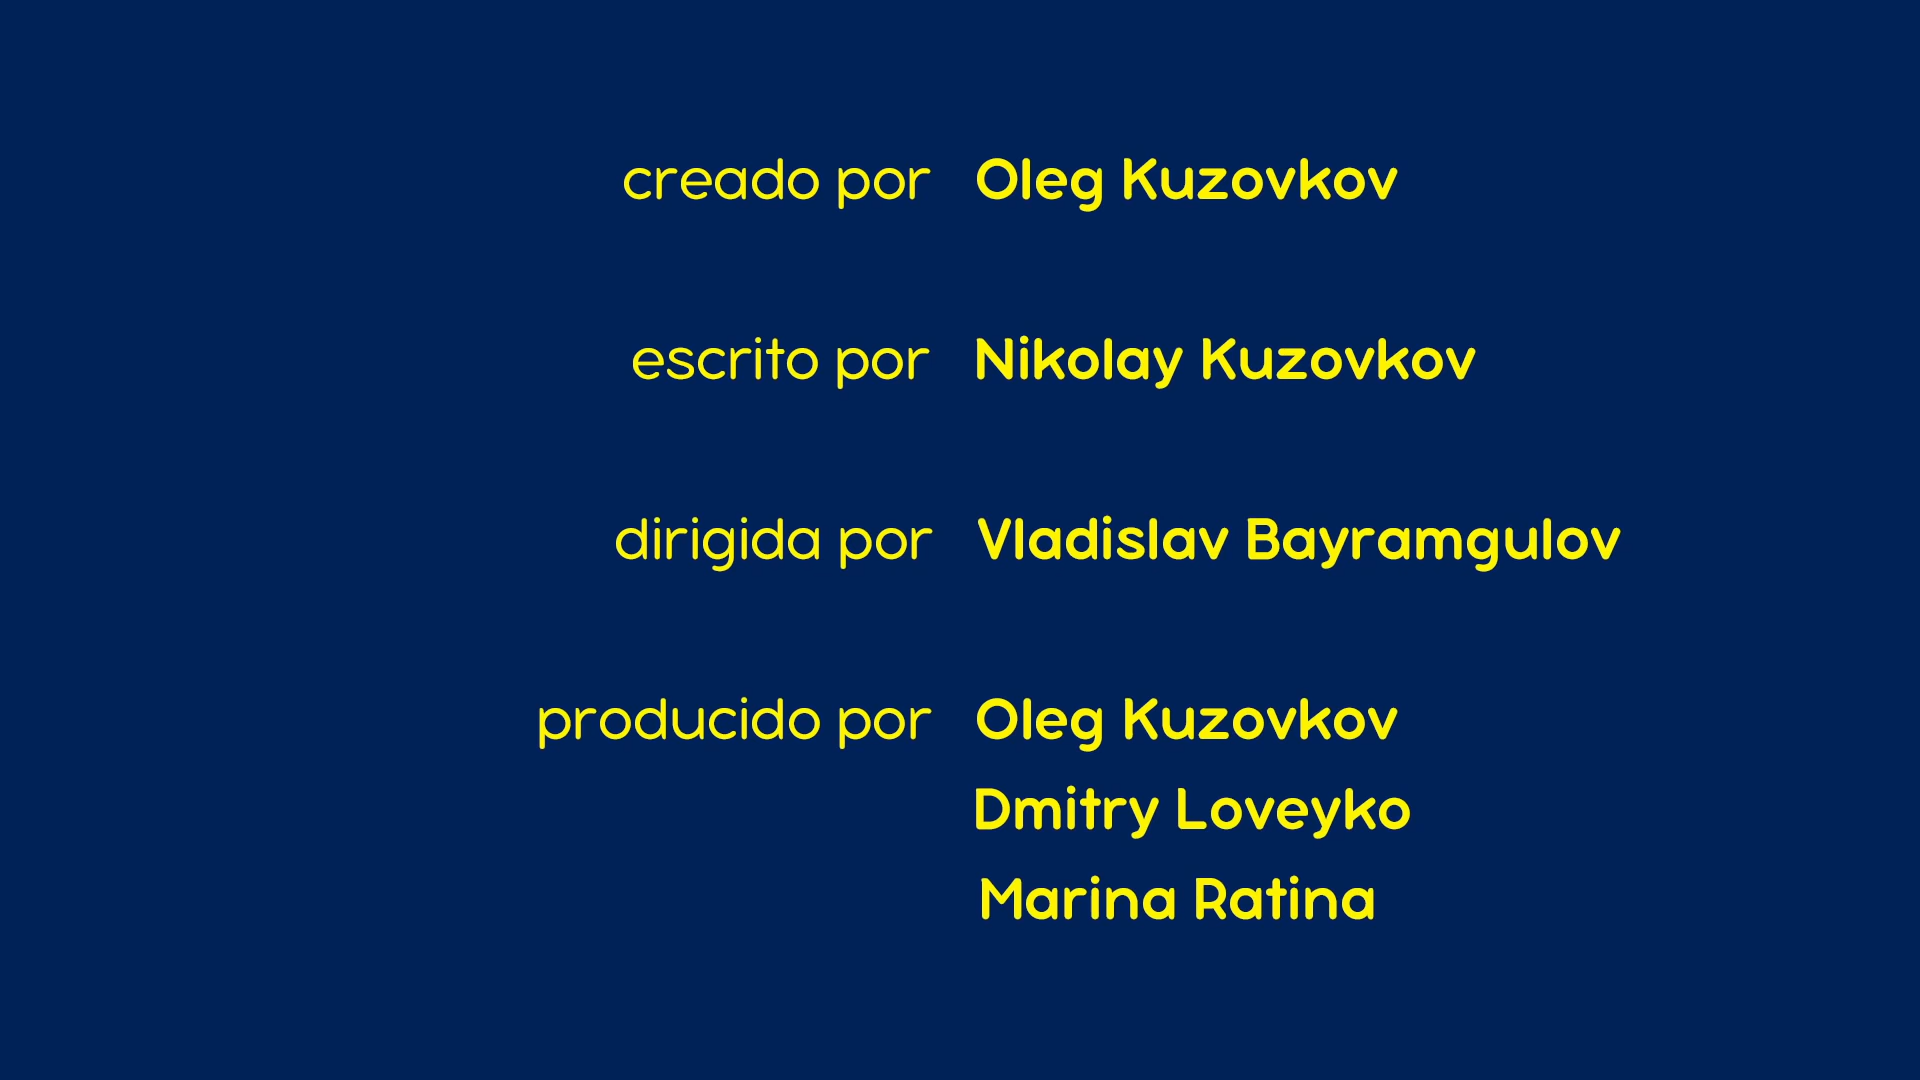 creado por Oleg Kuzovkov
escrito por Nikolay Kuzovkov
dirigida por Vladislav Bayramgulov
producido por Oleg Kuzovkov
Dmitry Loveyko
Marina Ratina